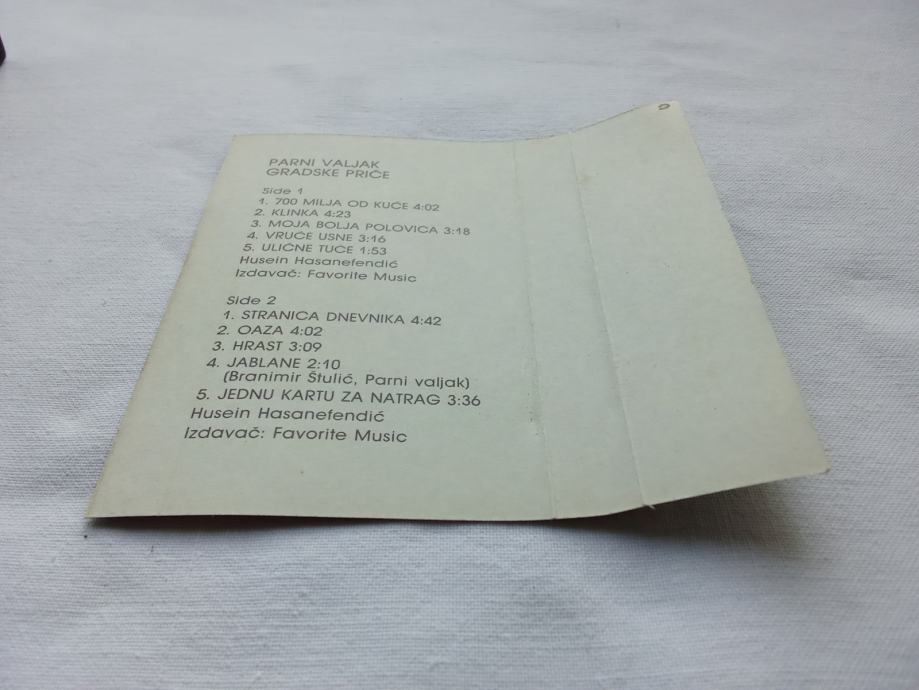 PARNI VALJAK
GRADSKE PRIČE
Side 1
1. 700 MILJA OD KUĆE 4:02
2. KLINKA 4:23
3. MOJA BOLJA POLOVICA 3:18
4. VRUĆE USNE 3:16
5. ULIČNE TUČE 1:53
Husein Hasanefendić
Izdavač: Favorite Music
Side 2
1. STRANICA DNEVNIKA 4:42
2. OAZA 4:02
3. HRAST 3:09
4. JABLANE 2:10
(Branimir Štulić, Parni valjak)
5. JEDNU KARTU ZA NATRAG 3:36
Husein Hasanefendić
Izdavač: Favorite Music